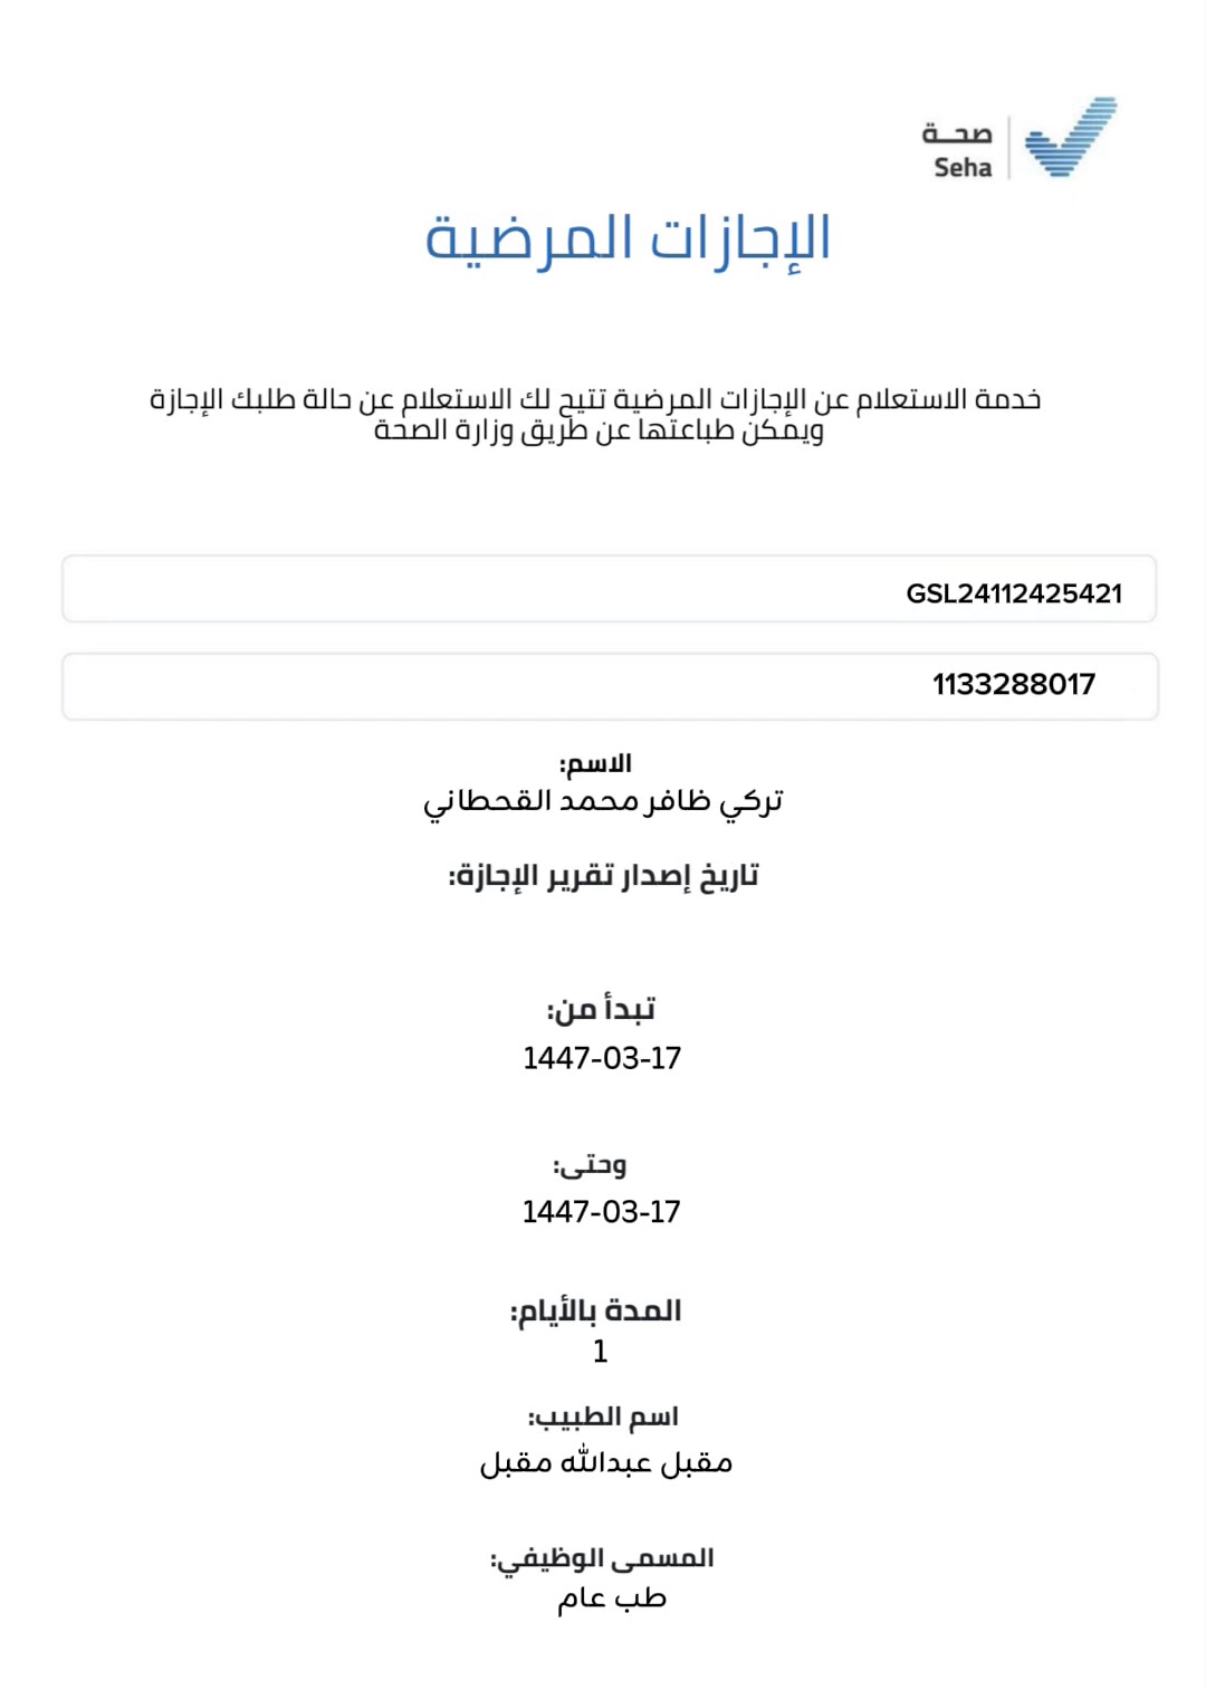 صحة
Seha
الإجازات المرضية
خدمة الاستعلام عن الإجازات المرضية تتيح لك الاستعلام عن حالة طلبك الإجازة
ويمكن طباعتها عن طريق وزارة الصحة
GSL24112425421
1133288017
الاسم:
تركي ظافر محمد القحطاني
تاريخ إصدار تقرير الإجازة:
تبدأ من:
1447-03-17
وحتى:
1447-03-17
المدة بالأيام:
1
اسم الطبيب:
مقبل عبدالله مقبل
المسمى الوظيفي:
طب عام